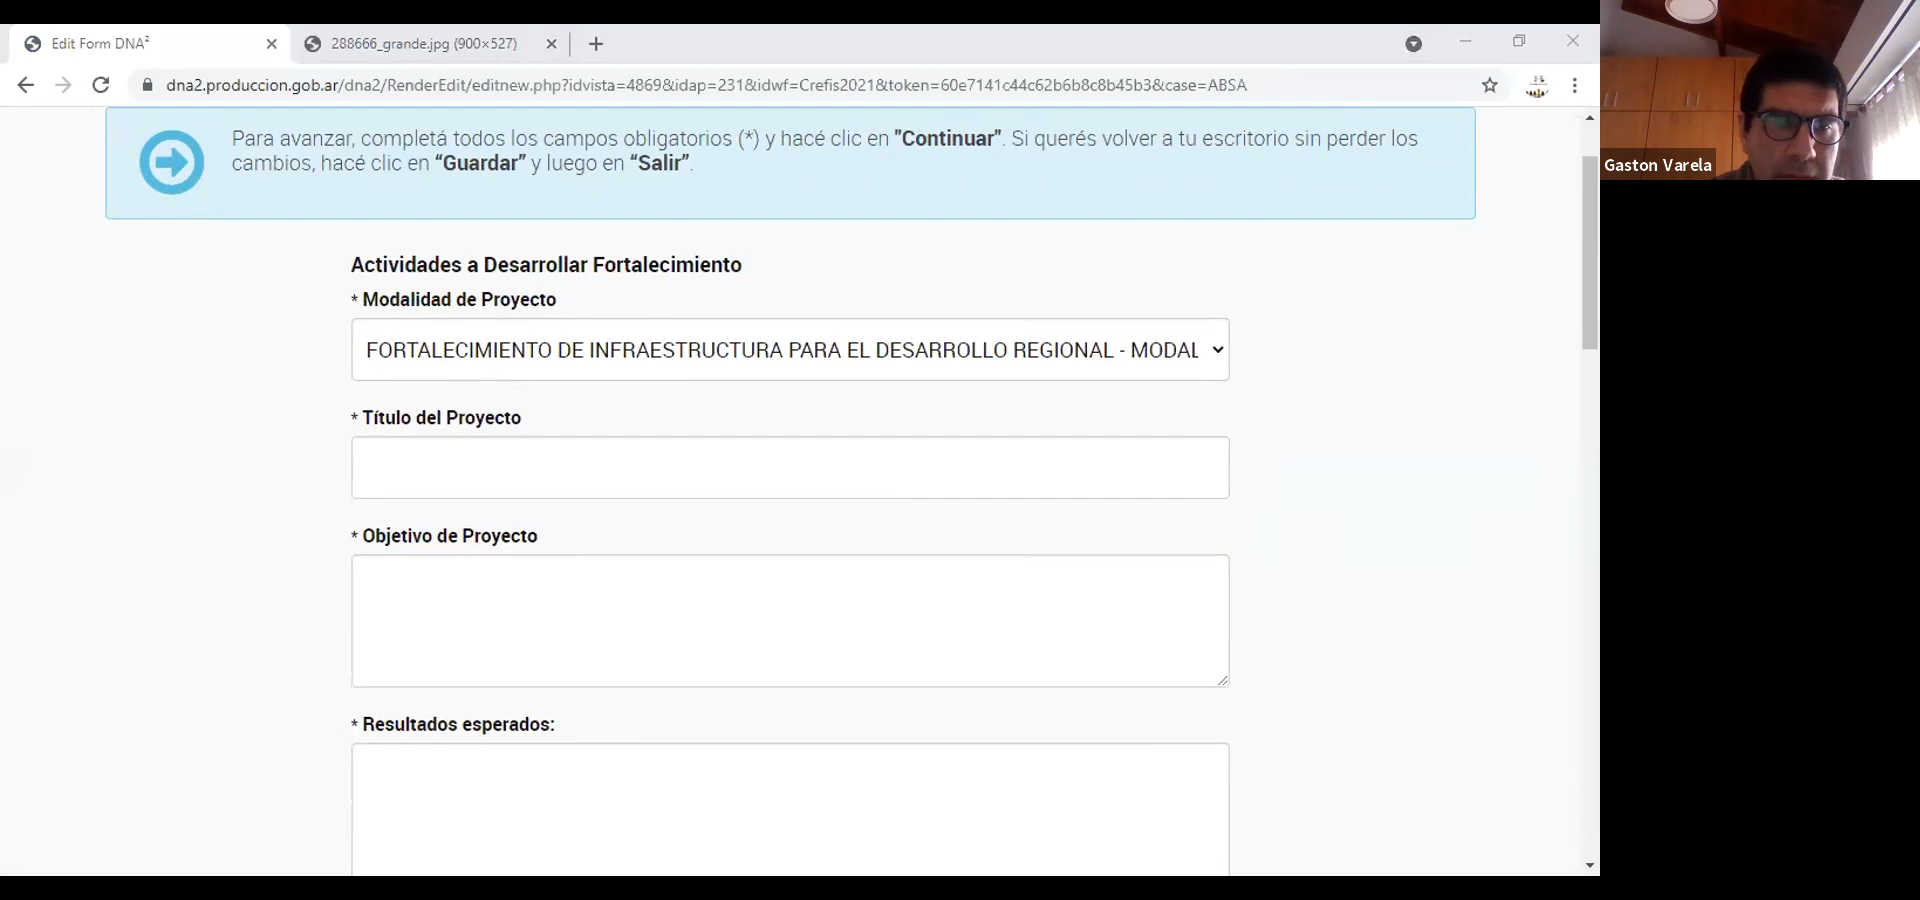 Edit Form DNA²
288666_grande.jpg (900×527)
dna2.produccion.gob.ar/dna2/RenderEdit/editnew.php?idvista=4869&idap=231&idwf=Crefis2021&token=60e7141c44c62b6b8c8b45b3&case=ABSA
Para avanzar, completá todos los campos obligatorios (*) y hacé clic en "Continuar". Si querés volver a tu escritorio sin perder los
cambios, hacé clic en “Guardar” y luego en “Salir”.
Gaston Varela
Actividades a Desarrollar Fortalecimiento
* Modalidad de Proyecto
FORTALECIMIENTO DE INFRAESTRUCTURA PARA EL DESARROLLO REGIONAL - MODAL
* Título del Proyecto
* Objetivo de Proyecto
* Resultados esperados: